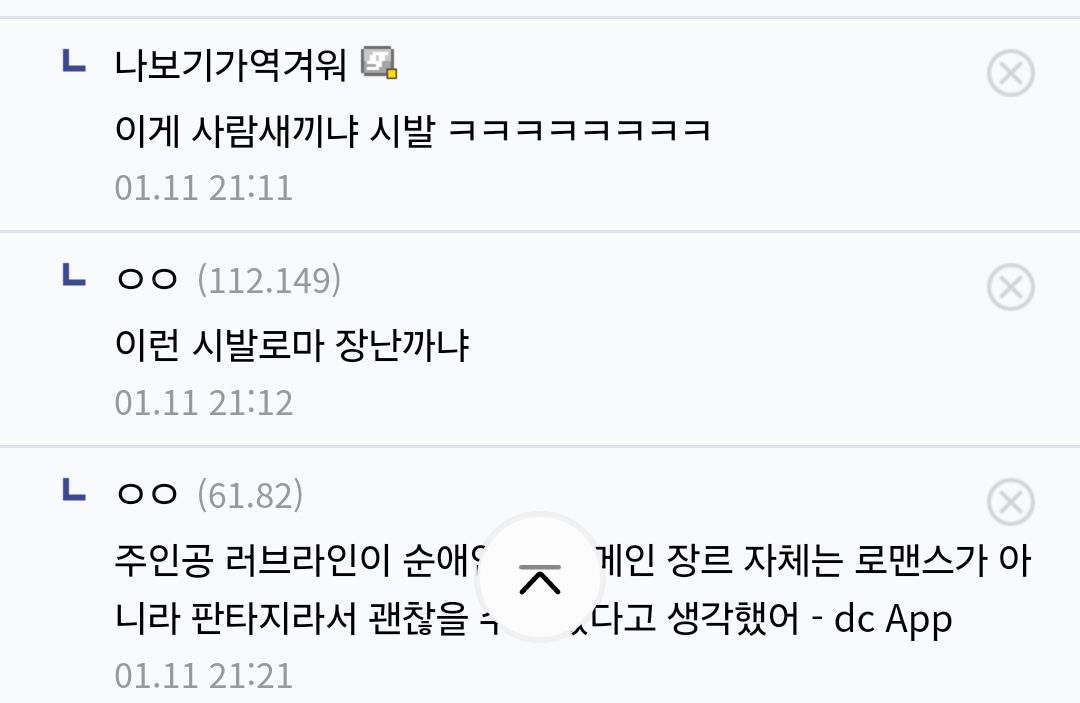 나보기가역겨워
이게 사람새끼냐 시발 ㅋㅋㅋㅋㅋㅋㅋㅋ
01.11 21:11
ㅇㅇ (112.149)
이런 시발로마 장난까냐
01.11 21:12
ㅇㅇ (61.82)
주인공 러브라인이 메인 장르 자체는 로맨스가 아
니라 판타지라서 괜찮을 생각했어 - dc App
01.11 21:21